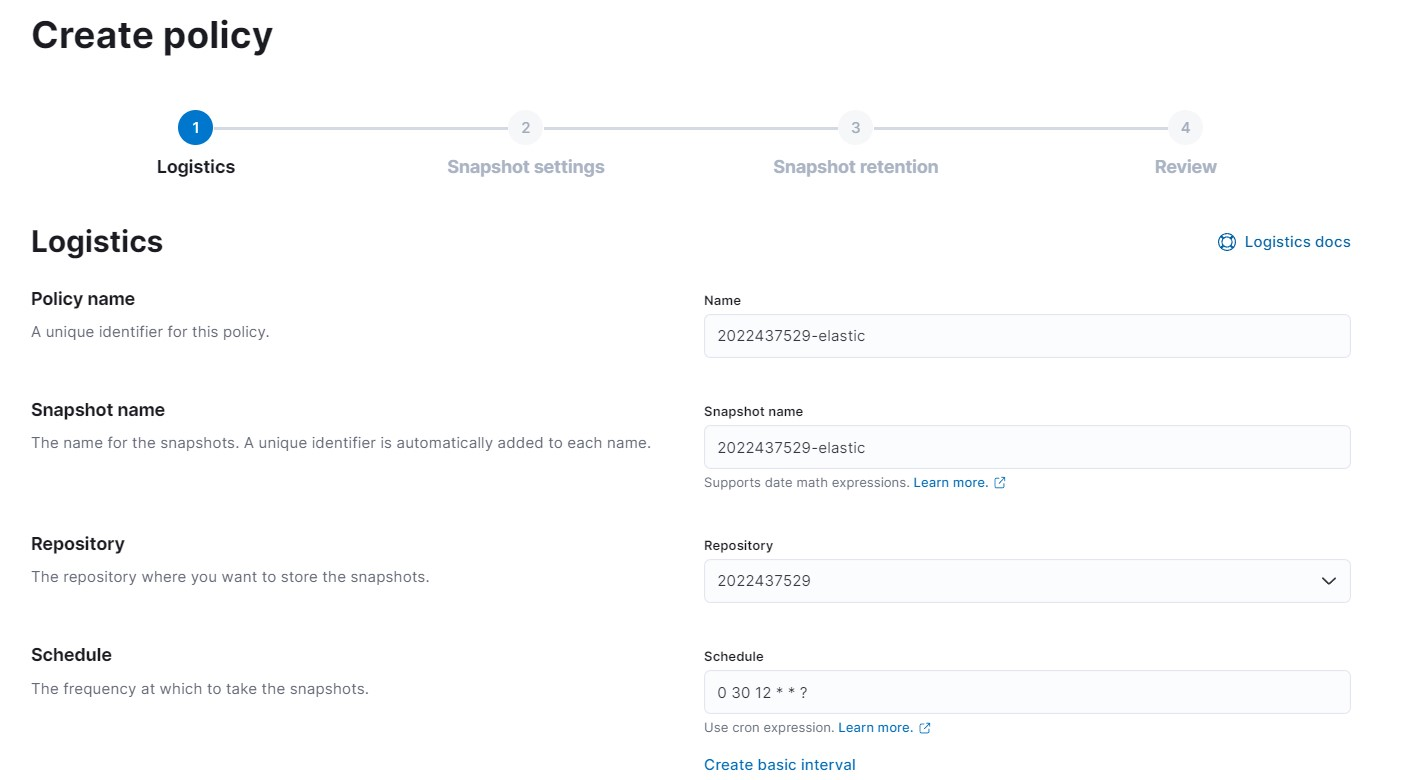 Create policy
1
2
3
4
Logistics
Snapshot settings
Snapshot retention
Review
Logistics
Logistics docs
Policy name
A unique identifier for this policy.
Name
2022437529-elastic
Snapshot name
The name for the snapshots. A unique identifier is automatically added to each name.
Snapshot name
2022437529-elastic
Supports date math expressions. Learn more.
Repository
The repository where you want to store the snapshots.
Repository
2022437529
Schedule
The frequency at which to take the snapshots.
Schedule
0 30 12 * * ?
Use cron expression. Learn more.
Create basic interval